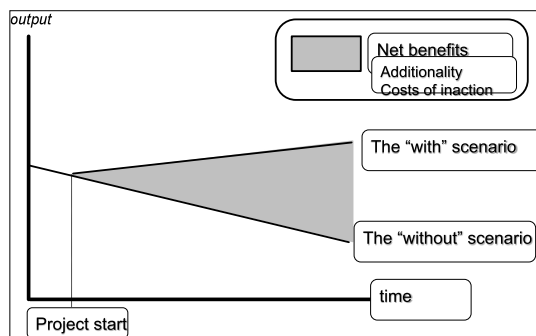 output
Net benefits
Additionality
Costs of inaction
The “with” scenario
The “without” scenario
time
Project start